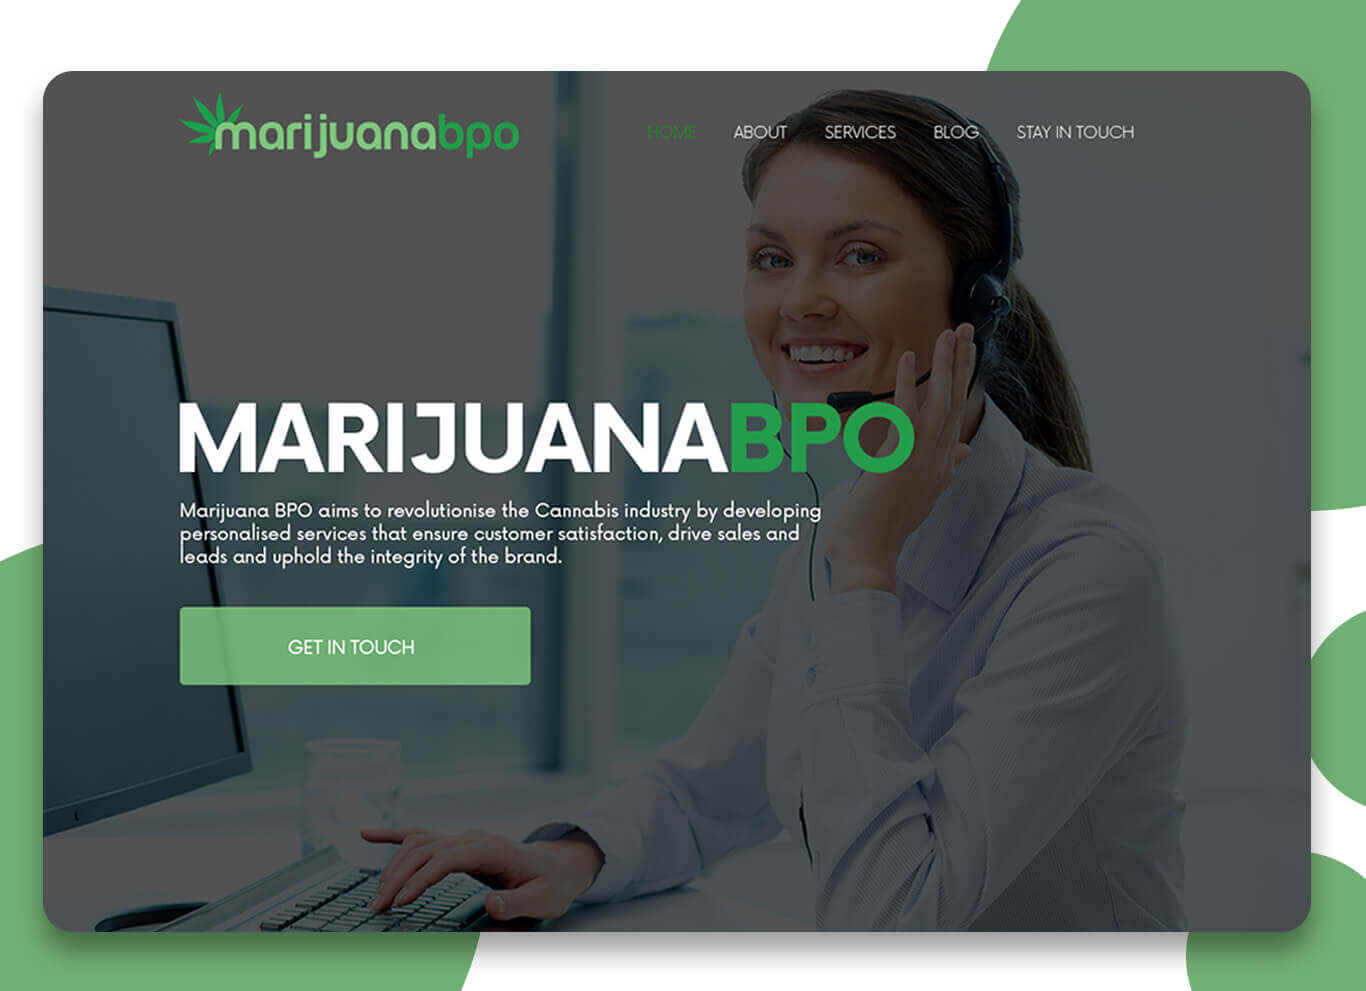 marijuanabpo
HOME ABOUT SERVICES BLOG STAY IN TOUCH
MARIJUANABPO
Marijuana BPO aims to revolutionise the Cannabis industry by developing
personalised services that ensure customer satisfaction, drive sales and
leads and uphold the integrity of the brand.
GET IN TOUCH